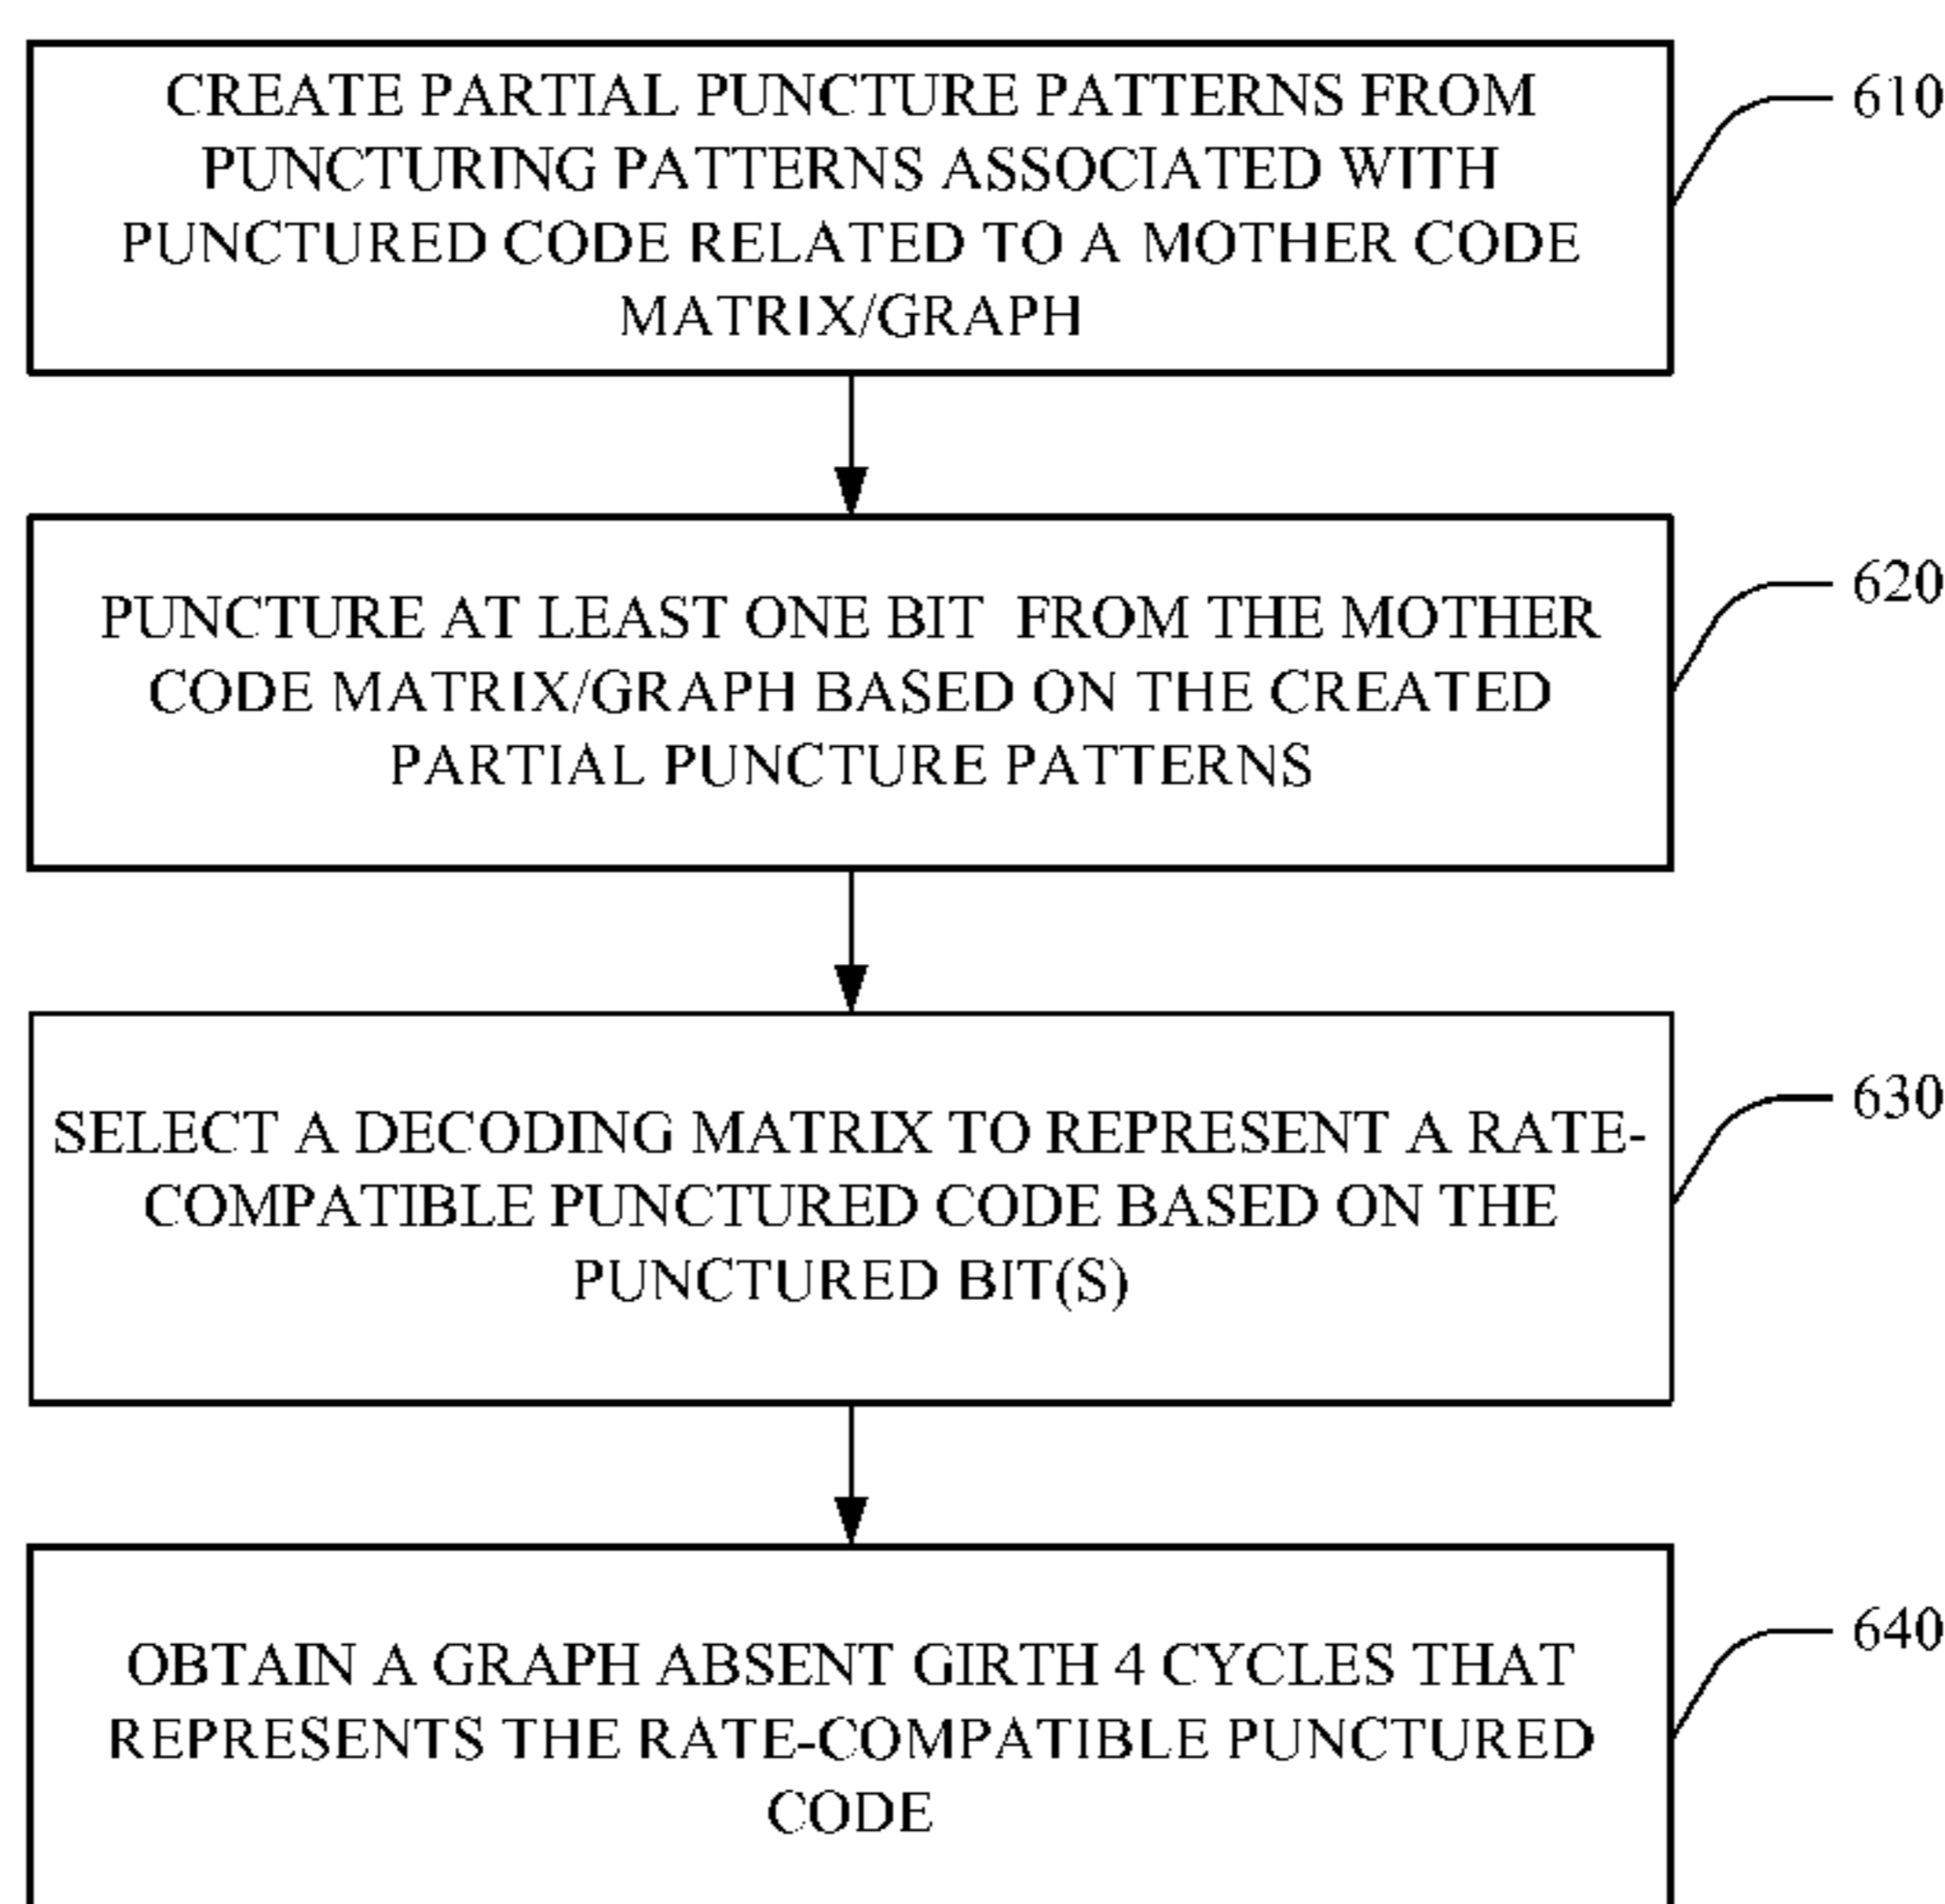 CREATE PARTIAL PUNCTURE PATTERNS FROM
PUNCTURING PATTERNS ASSOCIATED WITH
PUNCTURED CODE RELATED TO A MOTHER CODE
MATRIX/GRAPH
610
PUNCTURE AT LEAST ONE BIT FROM THE MOTHER
CODE MATRIX/GRAPH BASED ON THE CREATED
PARTIAL PUNCTURE PATTERNS
620
SELECT A DECODING MATRIX TO REPRESENT A RATE-
COMPATIBLE PUNCTURED CODE BASED ON THE
PUNCTURED BIT(S)
630
OBTAIN A GRAPH ABSENT GIRTH 4 CYCLES THAT
REPRESENTS THE RATE-COMPATIBLE PUNCTURED
CODE
640